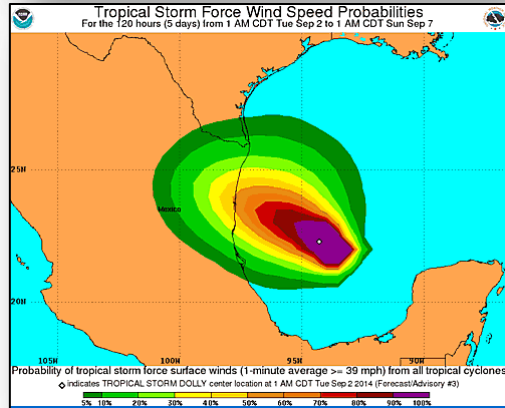 Tropical Storm Force Wind Speed Probabilities
For the 120 hours (5 days) from 1 AM CDT Tue Sep 2 to 1 AM CDT Sun Sep 7
25N
Mexico
20N
105W 100W 95W 90W
Probability of tropical storm force surface winds (1-minute average >= 39 mph) from all tropical cyclones
indicates TROPICAL STORM DOLLY center location at 1 AM CDT Tue Sep 2 2014 (Forecast/Advisory #3)
5% 10% 20% 30% 40% 50% 60% 70% 80% 90% 100%